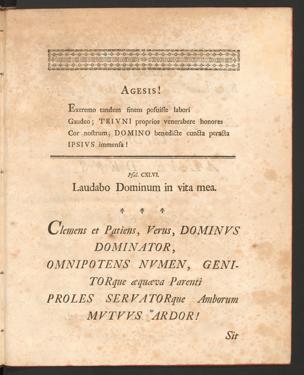 AGESIS!
Extremo tandem finem posuisse labori
Gaudeo; TRIVNI proprios venerabere honores
Cor nostrum; DOMINO benedicte cuncta peracta
IPSIVS immensa!
Psal. CXLVI.
Laudabo Dominum in vita mea.
Clemens et Patiens, Verus, DOMINVS
DOMINATOR,
OMNIPOTENS NVMEN, GENI-
TORque æquæva Parenti
PROLES SERVATORque Amborum
MVTVVS ARDOR!
Sit